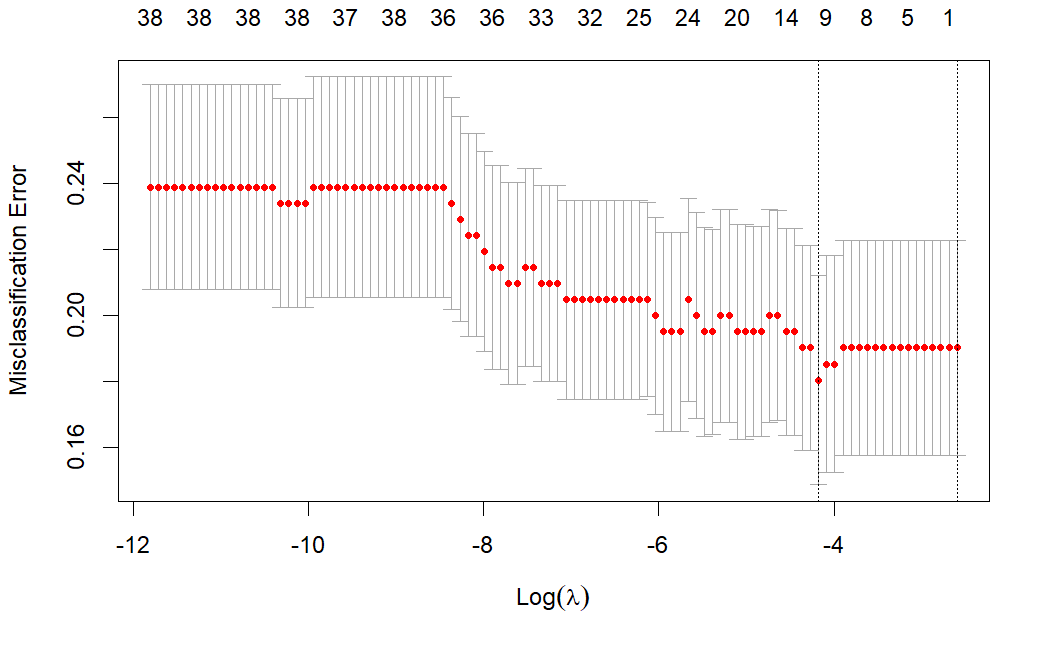 38 38 38 38 37 38 36 36 33 32 25 24 20 14 9 8 5 1
Misclassification Error
0.24
0.20
0.16
-12 -10 -8 -6 -4
Log(λ)